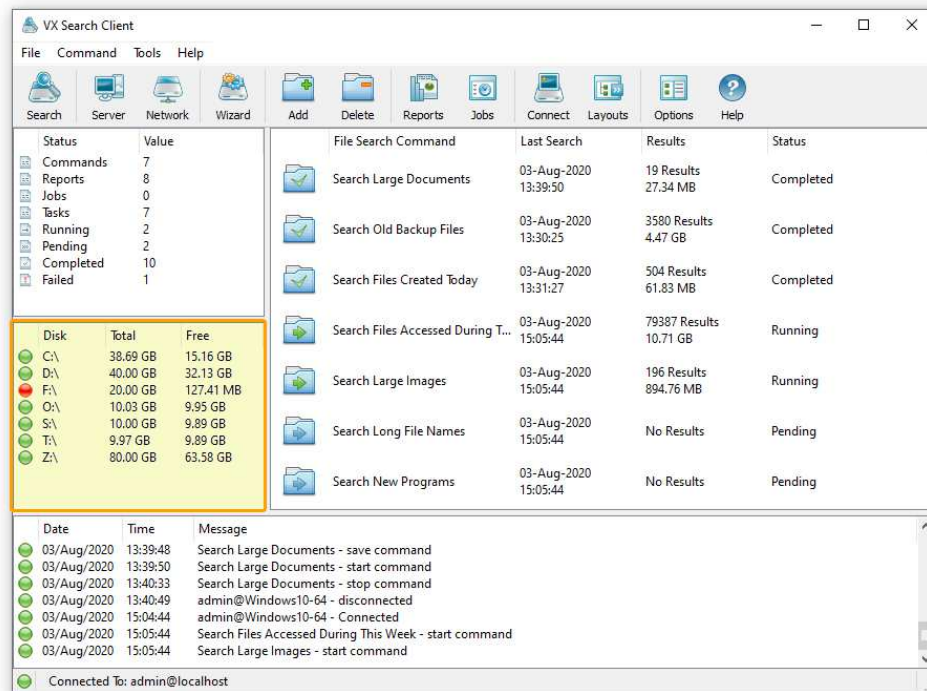 VX Search Client
File Command Tools Help
Search Server Network Wizard Add Delete Reports Jobs Connect Layouts Options Help
Status Value
Commands 7
Reports 8
Jobs 0
Tasks 7
Running 2
Pending 2
Completed 10
Failed 1
Disk Total Free
C:\ 38.69 GB 15.16 GB
D:\ 40.00 GB 32.13 GB
F:\ 20.00 GB 127.41 MB
O:\ 10.03 GB 9.95 GB
S:\ 10.00 GB 9.89 GB
T:\ 9.97 GB 9.89 GB
Z:\ 80.00 GB 63.58 GB
File Search Command Last Search Results Status
Search Large Documents 03-Aug-2020 13:39:50 19 Results 27.34 MB Completed
Search Old Backup Files 03-Aug-2020 13:30:25 3580 Results 4.47 GB Completed
Search Files Created Today 03-Aug-2020 13:31:27 504 Results 61.83 MB Completed
Search Files Accessed During T... 03-Aug-2020 15:05:44 79387 Results 10.71 GB Running
Search Large Images 03-Aug-2020 15:05:44 196 Results 894.76 MB Running
Search Long File Names 03-Aug-2020 15:05:44 No Results Pending
Search New Programs 03-Aug-2020 15:05:44 No Results Pending
Date Time Message
03/Aug/2020 13:39:48 Search Large Documents - save command
03/Aug/2020 13:39:50 Search Large Documents - start command
03/Aug/2020 13:40:33 Search Large Documents - stop command
03/Aug/2020 13:40:49 admin@Windows10-64 - disconnected
03/Aug/2020 15:04:44 admin@Windows10-64 - Connected
03/Aug/2020 15:05:44 Search Files Accessed During This Week - start command
03/Aug/2020 15:05:44 Search Large Images - start command
Connected To: admin@localhost